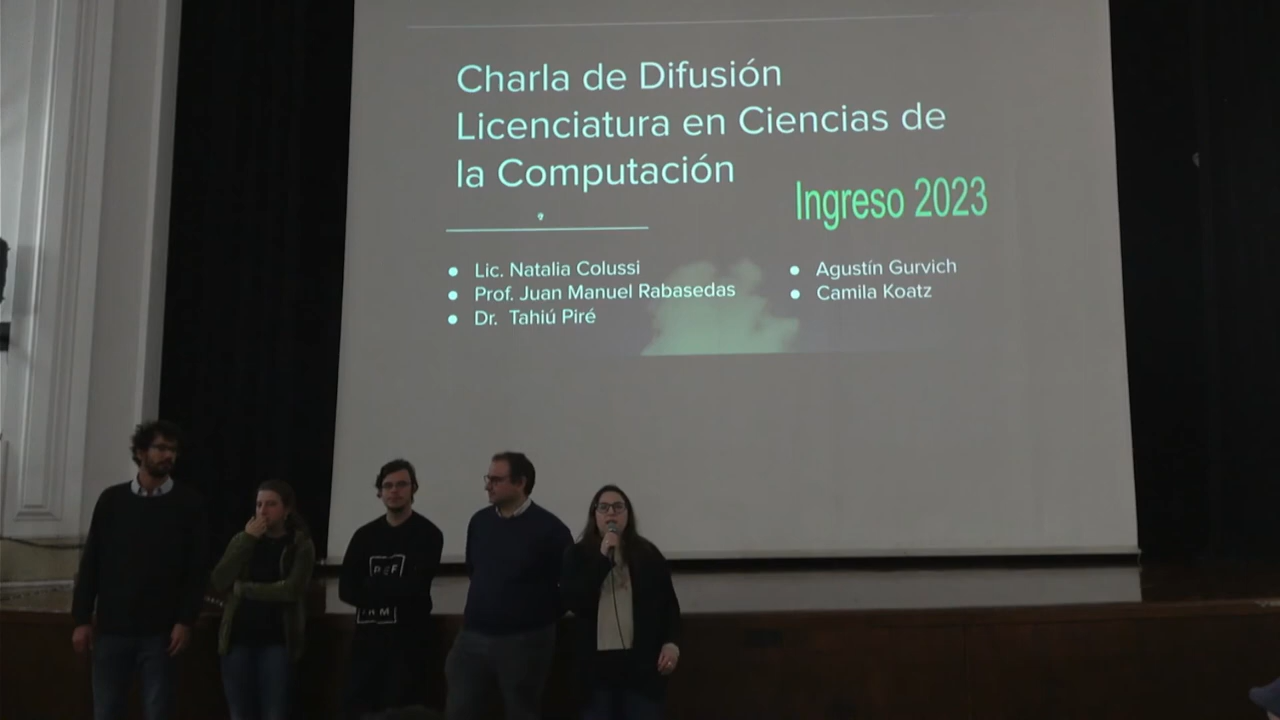 Charla de Difusión
Licenciatura en Ciencias de
la Computación
Ingreso 2023
Lic. Natalia Colussi
Prof. Juan Manuel Rabasedas
Dr. Tahiú Piré
Agustín Gurvich
Camila Koatz